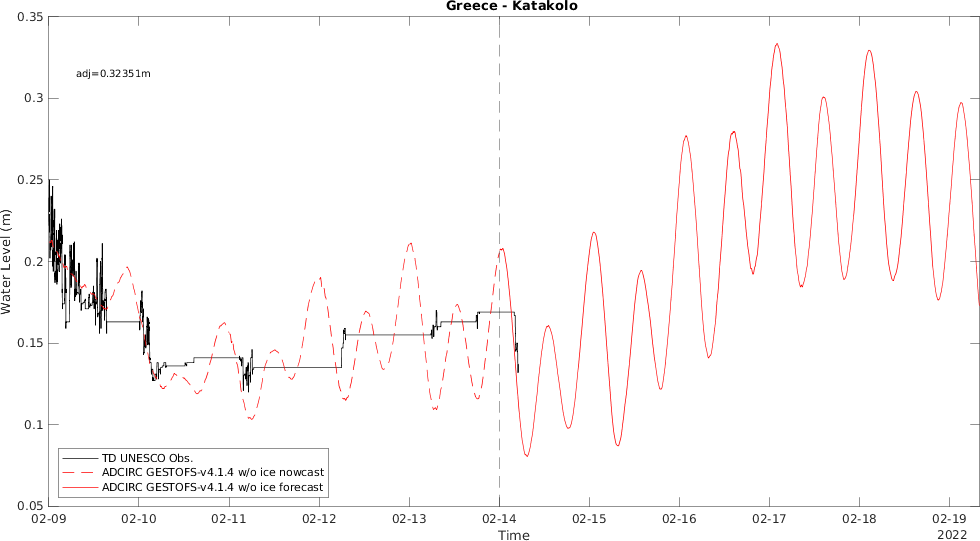 Greece - Katakolo
0.35
adj=0.32351m
0.3
0.25
0.2
0.15
0.1
0.05
Water Level (m)
TD UNESCO Obs.
ADCIRC GESTOFS-v4.1.4 w/o ice nowcast
ADCIRC GESTOFS-v4.1.4 w/o ice forecast
02-09 02-10 02-11 02-12 02-13 02-14 02-15 02-16 02-17 02-18 02-19
Time
2022